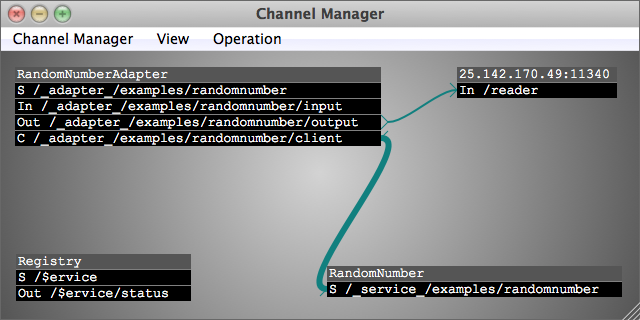 Channel Manager
Channel Manager View Operation
RandomNumberAdapter
S /_adapter_/examples/randomnumber
In /_adapter_/examples/randomnumber/input
Out /_adapter_/examples/randomnumber/output
C /_adapter_/examples/randomnumber/client
25.142.170.49:11340
In /reader
Registry
S /$ervice
Out /$ervice/status
RandomNumber
S /_service_/examples/randomnumber